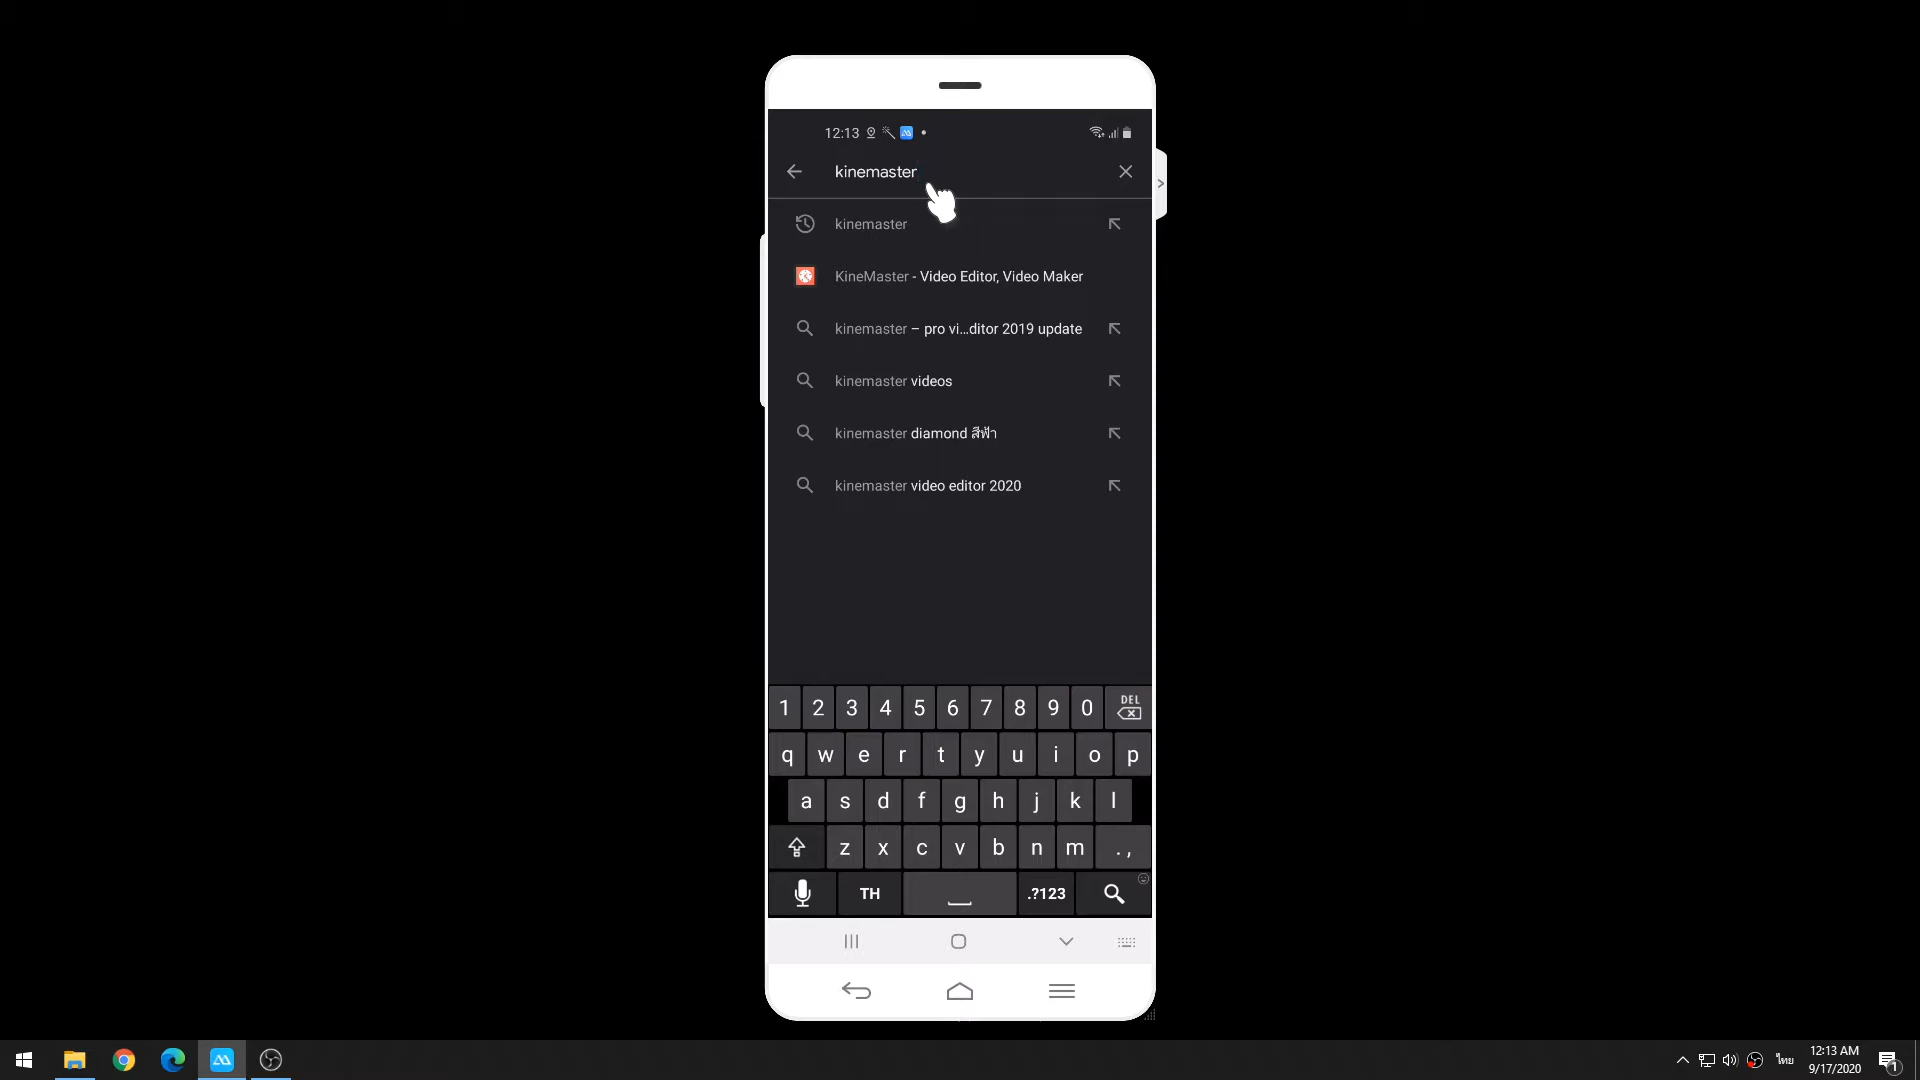 12:13
kinemaster
kinemaster
KineMaster - Video Editor, Video Maker
kinemaster – pro vi...ditor 2019 update
kinemaster videos
kinemaster diamond สีฟ้า
kinemaster video editor 2020
1 2 3 4 5 6 7 8 9 0 DEL
q w e r t y u i o p
a s d f g h j k l
z x c v b n m . ,
TH .?123
ไทย
12:13 AM
9/17/2020
1